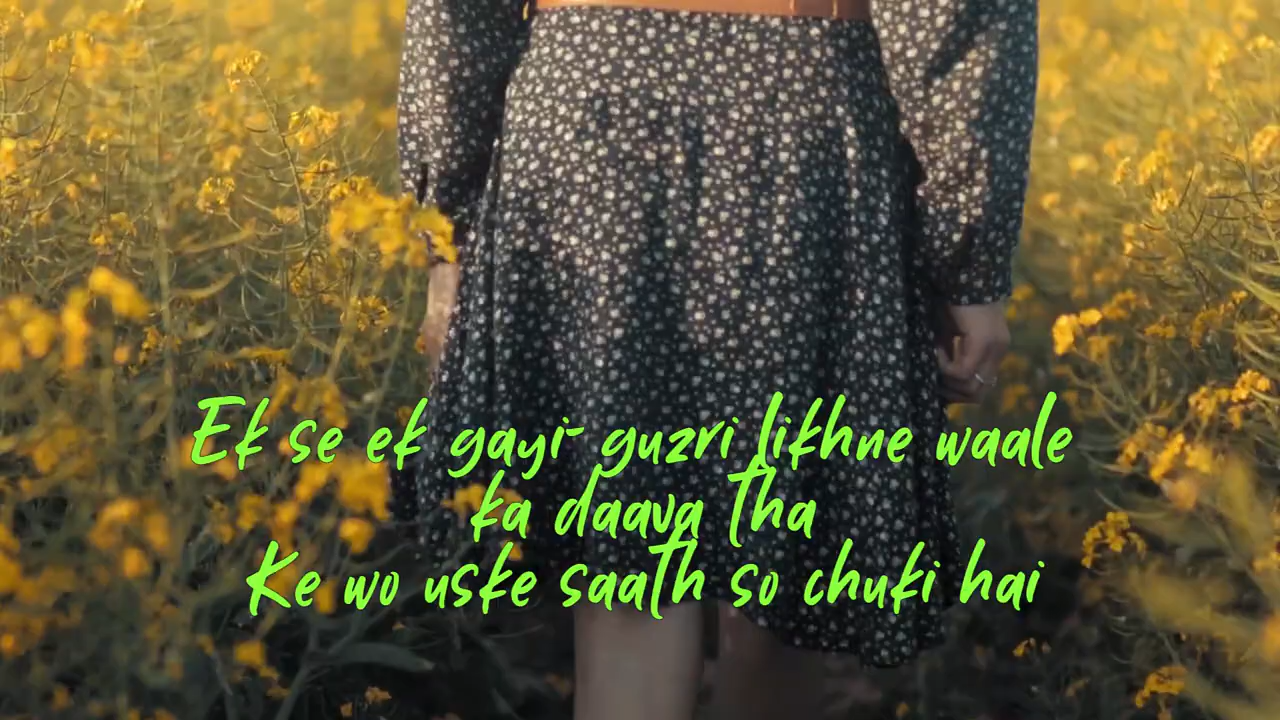 Ek se ek gayi-guzri likhne waale
ka daava tha
Ke wo uske saath so chuki hai